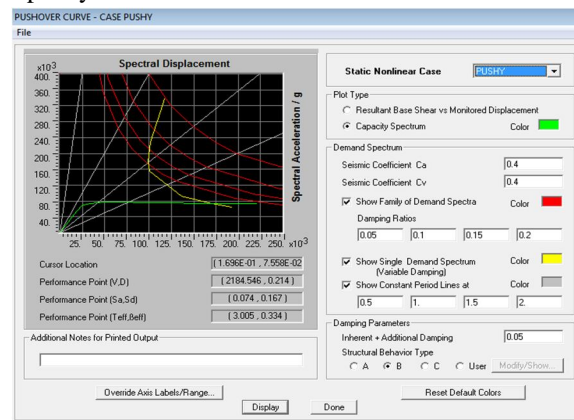 PUSHOVER CURVE - CASE PUSHY
File
Spectral Displacement
x10³
400.
360.
320.
280.
240.
200.
160.
120.
80.
40.
25. 50. 75. 100. 125. 150. 175. 200. 225. 250. x10³
Spectral Acceleration / g
Cursor Location
(1.696E-01 , 7.558E-02
Performance Point (V,D)
( 2184.546 , 0.214 )
Performance Point (Sa,Sd)
( 0.074 , 0.167 )
Performance Point (Teff,Beff)
( 3.005 , 0.334 )
Additional Notes for Printed Output
Override Axis Labels/Range...
Static Nonlinear Case
PUSHY
Plot Type
Resultant Base Shear vs Monitored Displacement
Capacity Spectrum
Color
Demand Spectrum
Seismic Coefficient Ca
0.4
Seismic Coefficient Cv
0.4
Show Family of Demand Spectra
Color
Damping Ratios
0.05 0.1 0.15 0.2
Show Single Demand Spectrum
Color
(Variable Damping)
Show Constant Period Lines at
Color
0.5 1. 1.5 2.
Damping Parameters
Inherent + Additional Damping
0.05
Structural Behavior Type
A B C User Modify/Show...
Reset Default Colors
Display
Done